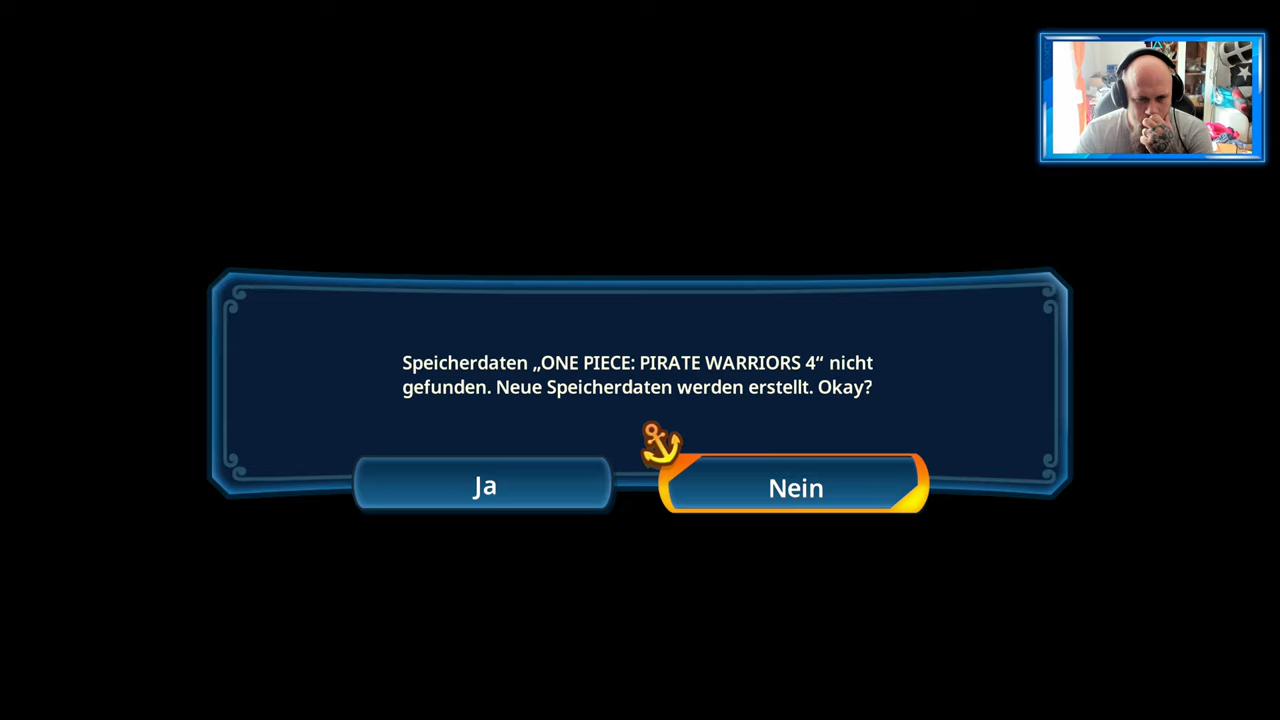 Speicherdaten „ONE PIECE: PIRATE WARRIORS 4“ nicht
gefunden. Neue Speicherdaten werden erstellt. Okay?
Ja
Nein